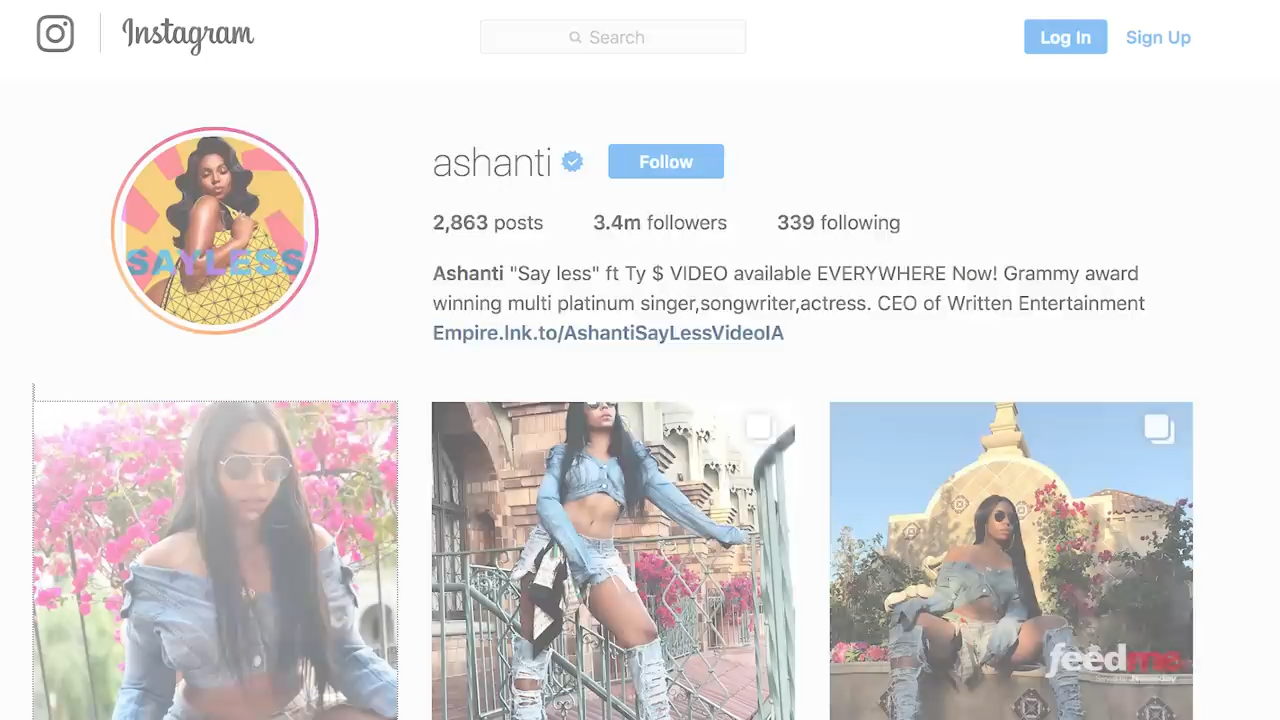 Instagram
Search
Log In
Sign Up
SAYLESS
ashanti
Follow
2,863 posts
3.4m followers
339 following
Ashanti "Say less" ft Ty $ VIDEO available EVERYWHERE Now! Grammy award
winning multi platinum singer,songwriter,actress. CEO of Written Entertainment
Empire.lnk.to/AshantiSayLessVideoIA
feedme.
Newsday